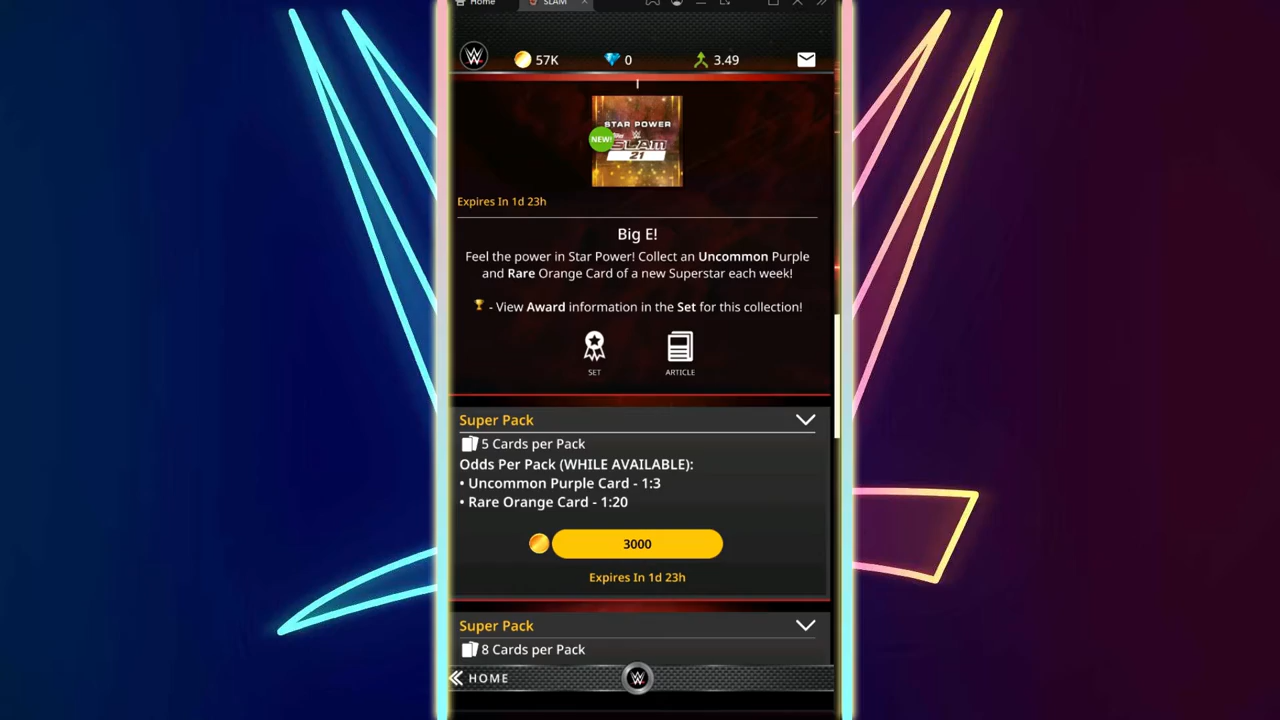 Home
SLAM
57K
0
3.49
STAR POWER
NEW!
Topps
SLAM
21
Expires In 1d 23h
Big E!
Feel the power in Star Power! Collect an Uncommon Purple
and Rare Orange Card of a new Superstar each week!
- View Award information in the Set for this collection!
SET
ARTICLE
Super Pack
5 Cards per Pack
Odds Per Pack (WHILE AVAILABLE):
• Uncommon Purple Card - 1:3
• Rare Orange Card - 1:20
3000
Expires In 1d 23h
Super Pack
8 Cards per Pack
HOME